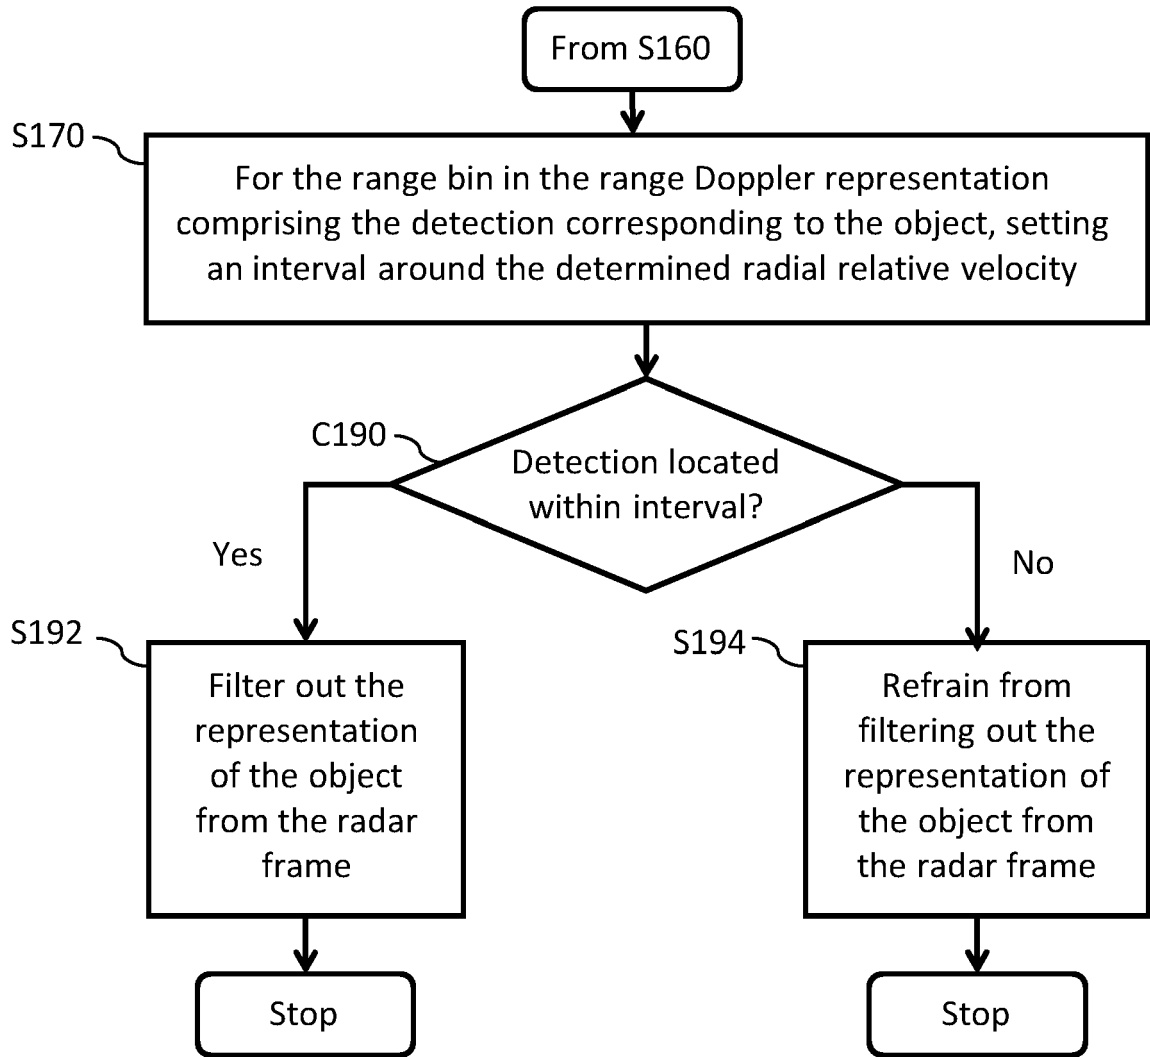 From S160
S170
For the range bin in the range Doppler representation
comprising the detection corresponding to the object, setting
an interval around the determined radial relative velocity
C190
Detection located
within interval?
Yes
No
S192
Filter out the
representation
of the object
from the radar
frame
S194
Refrain from
filtering out the
representation of
the object from
the radar frame
Stop
Stop